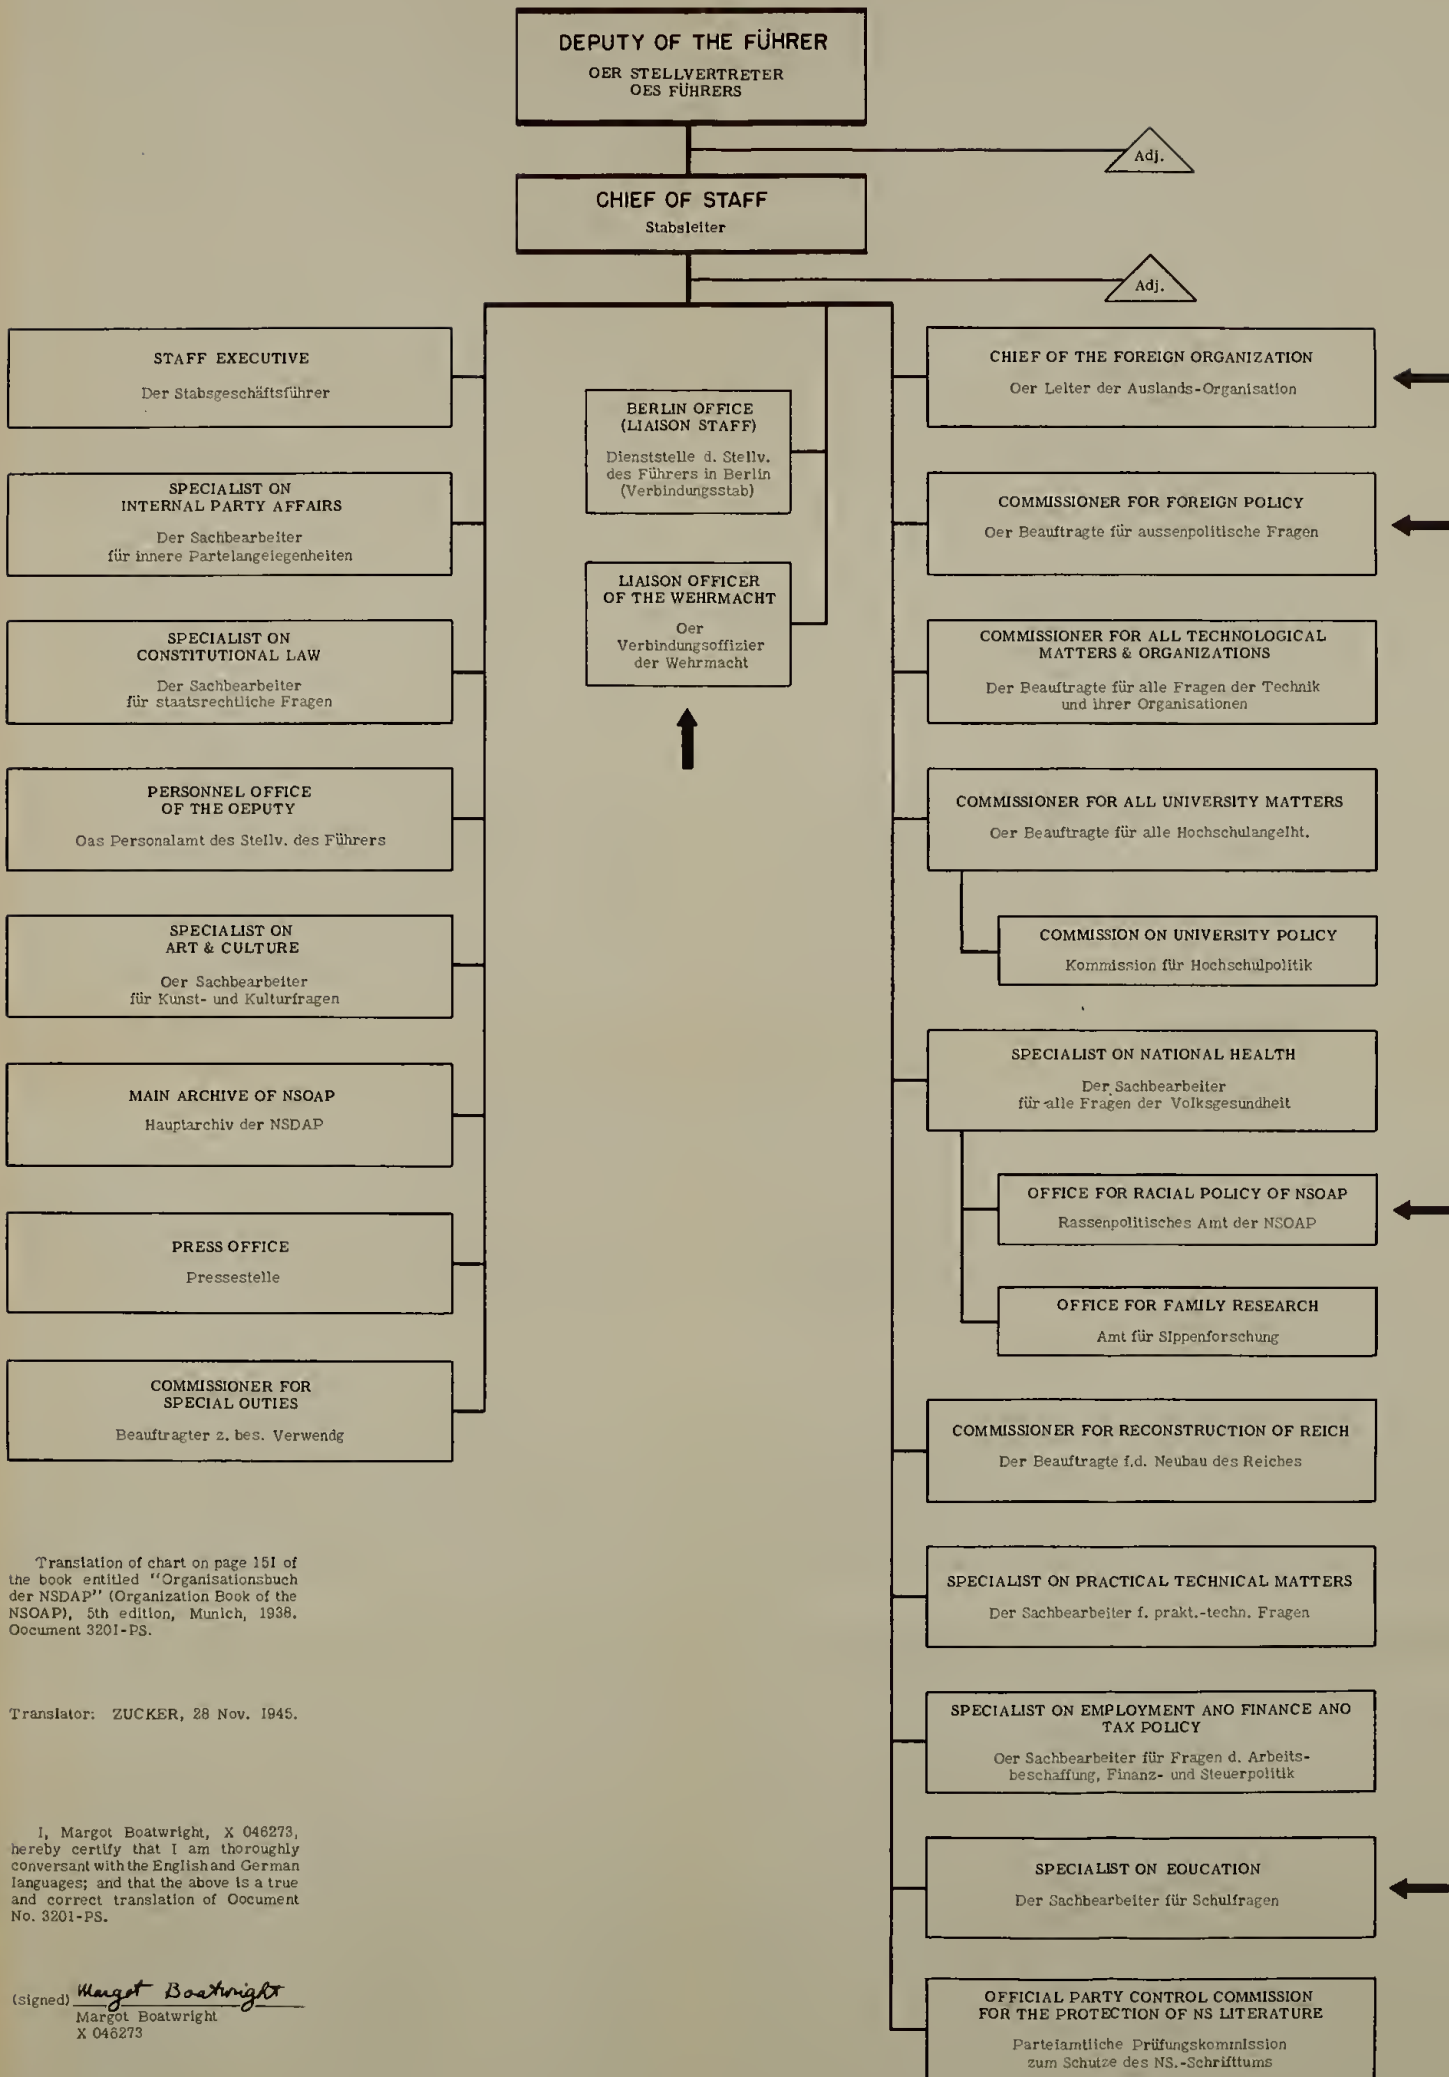 DEPUTY OF THE FÜHRER
OER STELLVERTRETER
OES FÜHRERS
Adj.
CHIEF OF STAFF
Stabsleiter
Adj.
STAFF EXECUTIVE
Der Stabsgeschäftsführer
SPECIALIST ON
INTERNAL PARTY AFFAIRS
Der Sachbearbeiter
für innere Partelangelegenheiten
SPECIALIST ON
CONSTITUTIONAL LAW
Der Sachbearbeiter
für staatsrechtliche Fragen
PERSONNEL OFFICE
OF THE OEPUTY
Oas Personalamt des Stellv. des Führers
SPECIALIST ON
ART & CULTURE
Oer Sachbearbeiter
für Kunst- und Kulturfragen
MAIN ARCHIVE OF NSOAP
Hauptarchiv der NSDAP
PRESS OFFICE
Pressestelle
COMMISSIONER FOR
SPECIAL OUTIES
Beauftragter z. bes. Verwendg
BERLIN OFFICE
(LIAISON STAFF)
Dienststelle d. Stellv.
des Führers in Berlin
(Verbindungsstab)
LIAISON OFFICER
OF THE WEHRMACHT
Oer
Verbindungsoffizier
der Wehrmacht
CHIEF OF THE FOREIGN ORGANIZATION
Oer Leiter der Auslands-Organisation
COMMISSIONER FOR FOREIGN POLICY
Oer Beauftragte für aussenpolitische Fragen
COMMISSIONER FOR ALL TECHNOLOGICAL
MATTERS & ORGANIZATIONS
Der Beauftragte für alle Fragen der Technik
und ihrer Organisationen
COMMISSIONER FOR ALL UNIVERSITY MATTERS
Oer Beauftragte für alle Hochschulangelht.
COMMISSION ON UNIVERSITY POLICY
Kommission für Hochschulpolitik
SPECIALIST ON NATIONAL HEALTH
Der Sachbearbeiter
für alle Fragen der Volksgesundheit
OFFICE FOR RACIAL POLICY OF NSOAP
Rassenpolitisches Amt der NSOAP
OFFICE FOR FAMILY RESEARCH
Amt für Sippenforschung
COMMISSIONER FOR RECONSTRUCTION OF REICH
Der Beauftragte f.d. Neubau des Reiches
SPECIALIST ON PRACTICAL TECHNICAL MATTERS
Der Sachbearbeiter f. prakt.-techn. Fragen
SPECIALIST ON EMPLOYMENT ANO FINANCE ANO
TAX POLICY
Oer Sachbearbeiter für Fragen d. Arbeits-
beschaffung, Finanz- und Steuerpolitik
SPECIALIST ON EOUCATION
Der Sachbearbeiter für Schulfragen
OFFICIAL PARTY CONTROL COMMISSION
FOR THE PROTECTION OF NS LITERATURE
Parteiamtliche Prüfungskommission
zum Schutze des NS.-Schrifttums
Translation of chart on page 151 of
the book entitled "Organisationsbuch
der NSDAP" (Organization Book of the
NSOAP), 5th edition, Munich, 1938.
Oocument 3201-PS.
Translator: ZUCKER, 28 Nov. 1945.
I, Margot Boatwright, X 046273,
hereby certify that I am thoroughly
conversant with the English and German
languages; and that the above is a true
and correct translation of Oocument
No. 3201-PS.
(signed) Margot Boatwright
Margot Boatwright
X 046273